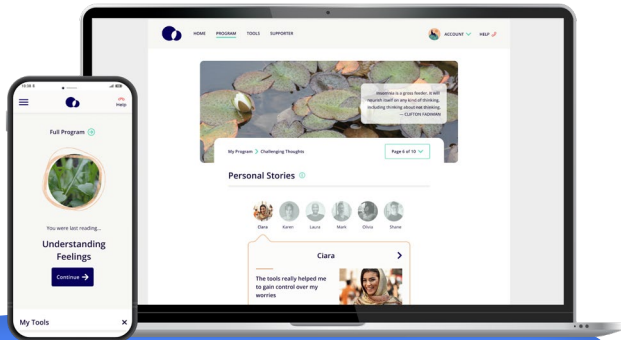 HOME PROGRAM TOOLS SUPPORTER
ACCOUNT HELP
Insomnia is a gross feeder. It will
nourish itself on any kind of thinking,
including thinking about not thinking.
— CLIFTON FADIMAN
My Program > Challenging Thoughts
Page 6 of 10
Personal Stories
Ciara Karen Laura Mark Olivia Shane
Ciara
The tools really helped me
to gain control over my
worries
Help
Full Program
You were last reading...
Understanding
Feelings
Continue →
My Tools ×